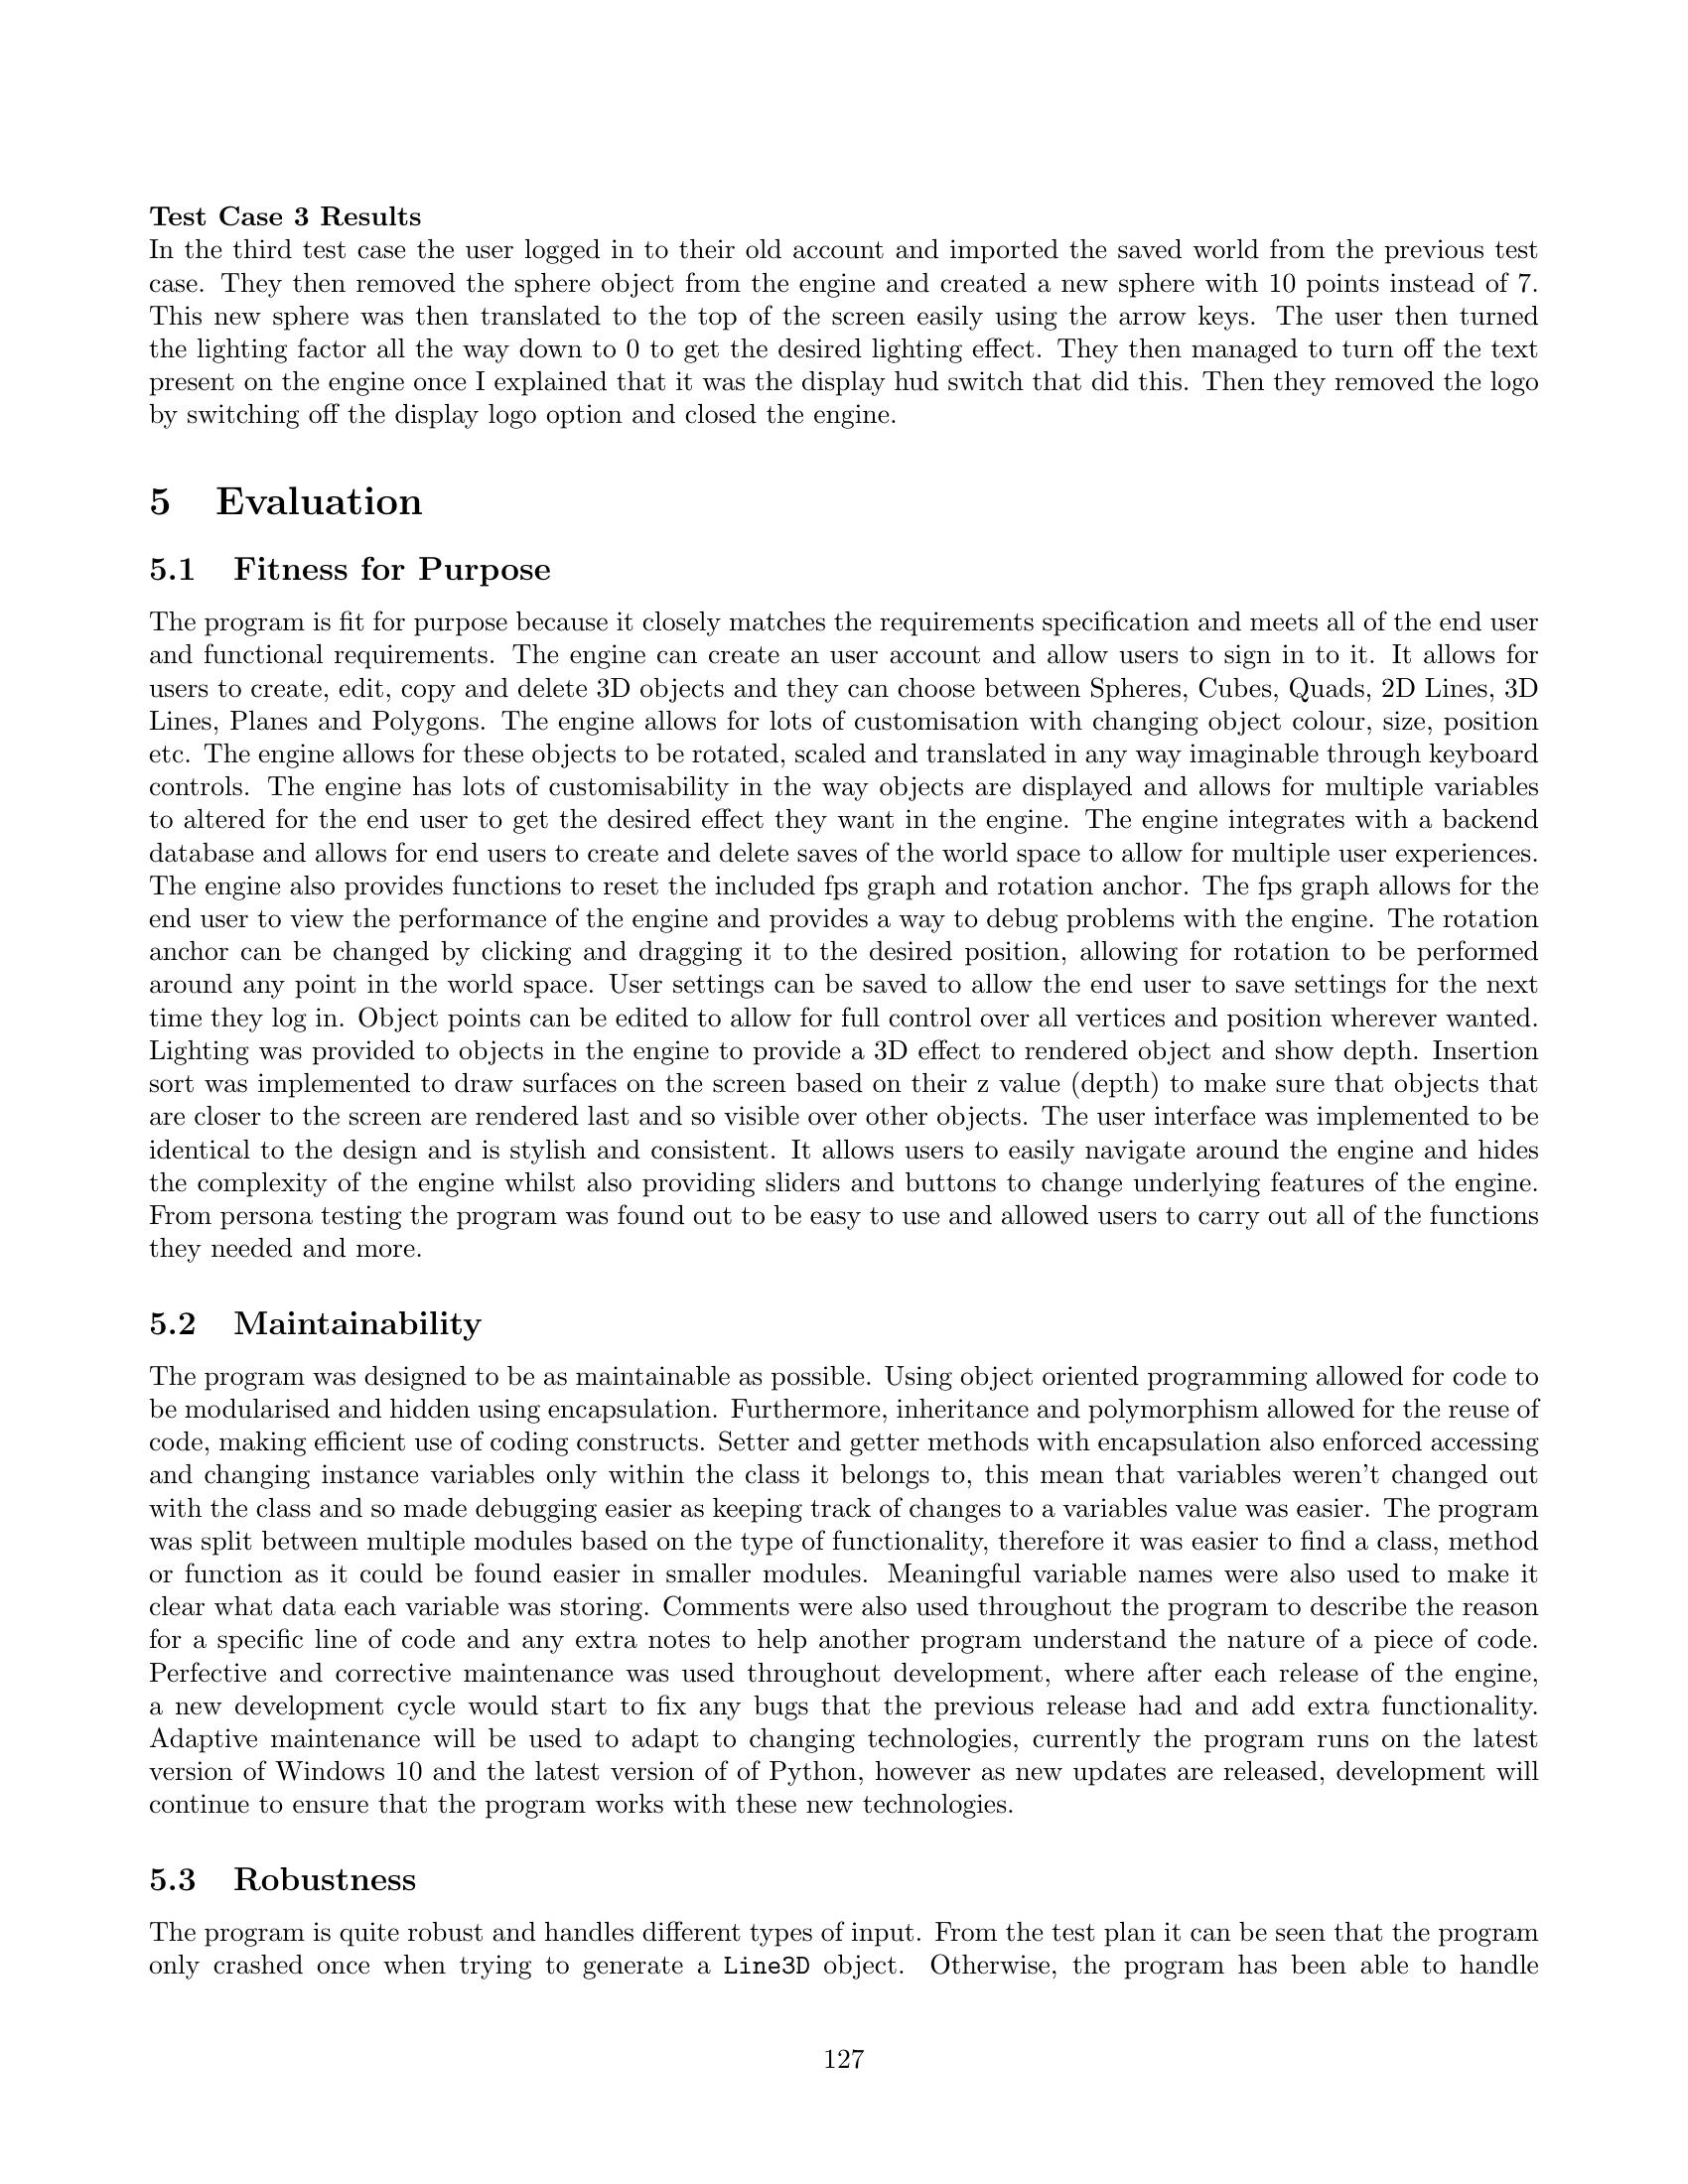 Test Case 3 Results
In the third test case the user logged in to their old account and imported the saved world from the previous test
case. They then removed the sphere object from the engine and created a new sphere with 10 points instead of 7.
This new sphere was then translated to the top of the screen easily using the arrow keys. The user then turned
the lighting factor all the way down to 0 to get the desired lighting effect. They then managed to turn off the text
present on the engine once I explained that it was the display hud switch that did this. Then they removed the logo
by switching off the display logo option and closed the engine.
5 Evaluation
5.1 Fitness for Purpose
The program is fit for purpose because it closely matches the requirements specification and meets all of the end user
and functional requirements. The engine can create an user account and allow users to sign in to it. It allows for
users to create, edit, copy and delete 3D objects and they can choose between Spheres, Cubes, Quads, 2D Lines, 3D
Lines, Planes and Polygons. The engine allows for lots of customisation with changing object colour, size, position
etc. The engine allows for these objects to be rotated, scaled and translated in any way imaginable through keyboard
controls. The engine has lots of customisability in the way objects are displayed and allows for multiple variables
to altered for the end user to get the desired effect they want in the engine. The engine integrates with a backend
database and allows for end users to create and delete saves of the world space to allow for multiple user experiences.
The engine also provides functions to reset the included fps graph and rotation anchor. The fps graph allows for the
end user to view the performance of the engine and provides a way to debug problems with the engine. The rotation
anchor can be changed by clicking and dragging it to the desired position, allowing for rotation to be performed
around any point in the world space. User settings can be saved to allow the end user to save settings for the next
time they log in. Object points can be edited to allow for full control over all vertices and position wherever wanted.
Lighting was provided to objects in the engine to provide a 3D effect to rendered object and show depth. Insertion
sort was implemented to draw surfaces on the screen based on their z value (depth) to make sure that objects that
are closer to the screen are rendered last and so visible over other objects. The user interface was implemented to be
identical to the design and is stylish and consistent. It allows users to easily navigate around the engine and hides
the complexity of the engine whilst also providing sliders and buttons to change underlying features of the engine.
From persona testing the program was found out to be easy to use and allowed users to carry out all of the functions
they needed and more.
5.2 Maintainability
The program was designed to be as maintainable as possible. Using object oriented programming allowed for code to
be modularised and hidden using encapsulation. Furthermore, inheritance and polymorphism allowed for the reuse of
code, making efficient use of coding constructs. Setter and getter methods with encapsulation also enforced accessing
and changing instance variables only within the class it belongs to, this mean that variables weren't changed out
with the class and so made debugging easier as keeping track of changes to a variables value was easier. The program
was split between multiple modules based on the type of functionality, therefore it was easier to find a class, method
or function as it could be found easier in smaller modules. Meaningful variable names were also used to make it
clear what data each variable was storing. Comments were also used throughout the program to describe the reason
for a specific line of code and any extra notes to help another program understand the nature of a piece of code.
Perfective and corrective maintenance was used throughout development, where after each release of the engine,
a new development cycle would start to fix any bugs that the previous release had and add extra functionality.
Adaptive maintenance will be used to adapt to changing technologies, currently the program runs on the latest
version of Windows 10 and the latest version of of Python, however as new updates are released, development will
continue to ensure that the program works with these new technologies.
5.3 Robustness
The program is quite robust and handles different types of input. From the test plan it can be seen that the program
only crashed once when trying to generate a Line3D object. Otherwise, the program has been able to handle
127